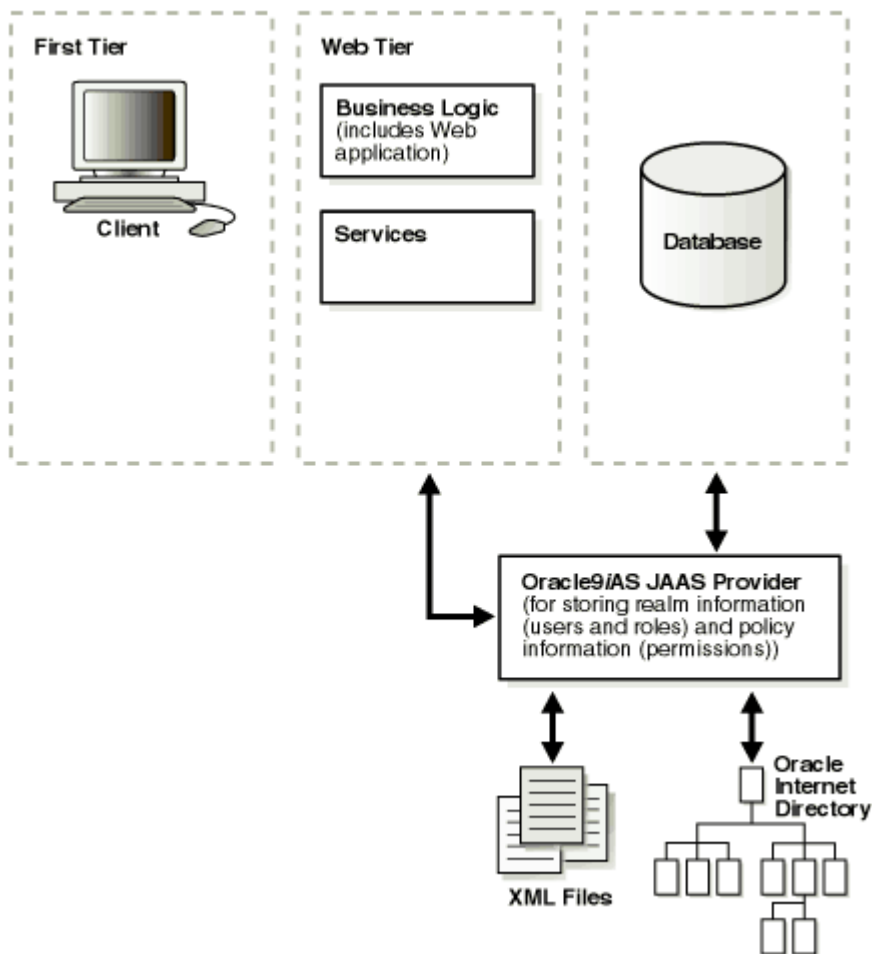 First Tier
Client
Web Tier
Business Logic
(includes Web
application)
Services
Database
Oracle9iAS JAAS Provider
(for storing realm information
(users and roles) and policy
information (permissions))
XML Files
Oracle
Internet
Directory